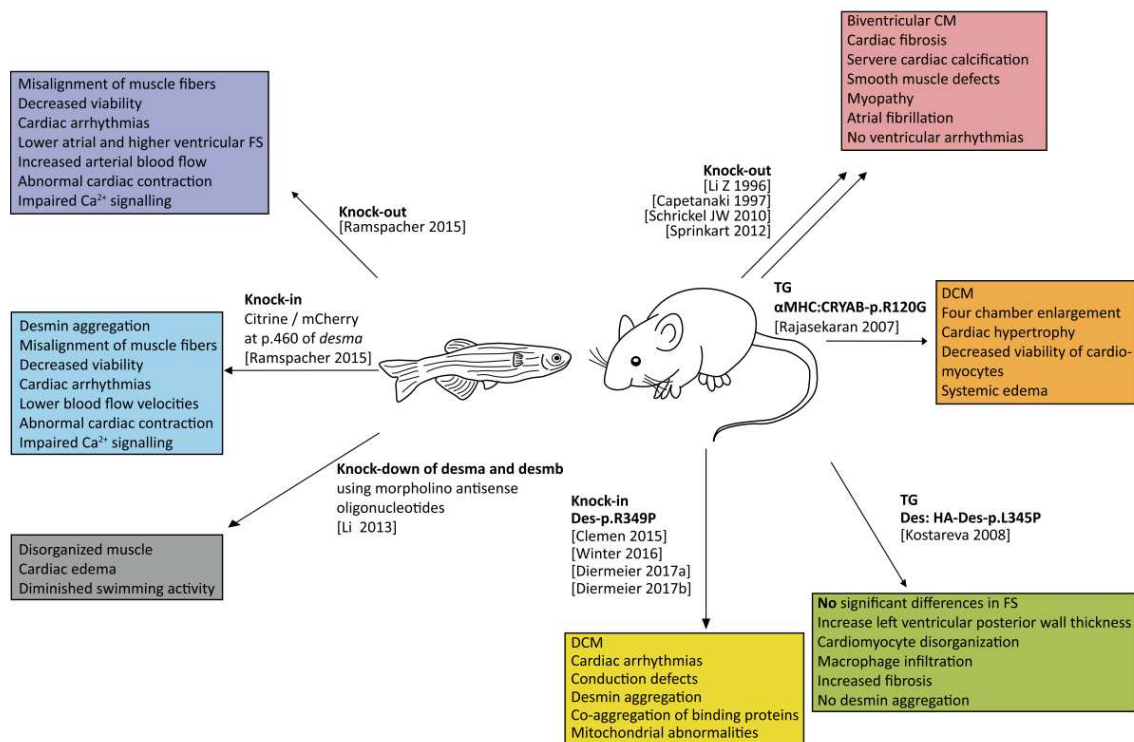 Biventricular CM
Cardiac fibrosis
Servere cardiac calcification
Smooth muscle defects
Myopathy
Atrial fibrillation
No ventricular arrhythmias
Misalignment of muscle fibers
Decreased viability
Cardiac arrhythmias
Lower atrial and higher ventricular FS
Increased arterial blood flow
Abnormal cardiac contraction
Impaired Ca²⁺ signalling
Knock-out
[Ramspacher 2015]
Knock-out
[Li Z 1996]
[Capetanaki 1997]
[Schrickel JW 2010]
[Sprinkart 2012]
Knock-in
Citrine / mCherry
at p.460 of desma
[Ramspacher 2015]
TG
αMHC:CRYAB-p.R120G
[Rajasekaran 2007]
DCM
Four chamber enlargement
Cardiac hypertrophy
Decreased viability of cardio-
myocytes
Systemic edema
Desmin aggregation
Misalignment of muscle fibers
Decreased viability
Cardiac arrhythmias
Lower blood flow velocities
Abnormal cardiac contraction
Impaired Ca²⁺ signalling
Knock-down of desma and desmb
using morpholino antisense
oligonucleotides
[Li 2013]
Knock-in
Des-p.R349P
[Clemen 2015]
[Winter 2016]
[Diermeier 2017a]
[Diermeier 2017b]
TG
Des: HA-Des-p.L345P
[Kostareva 2008]
Disorganized muscle
Cardiac edema
Diminished swimming activity
DCM
Cardiac arrhythmias
Conduction defects
Desmin aggregation
Co-aggregation of binding proteins
Mitochondrial abnormalities
No significant differences in FS
Increase left ventricular posterior wall thickness
Cardiomyocyte disorganization
Macrophage infiltration
Increased fibrosis
No desmin aggregation